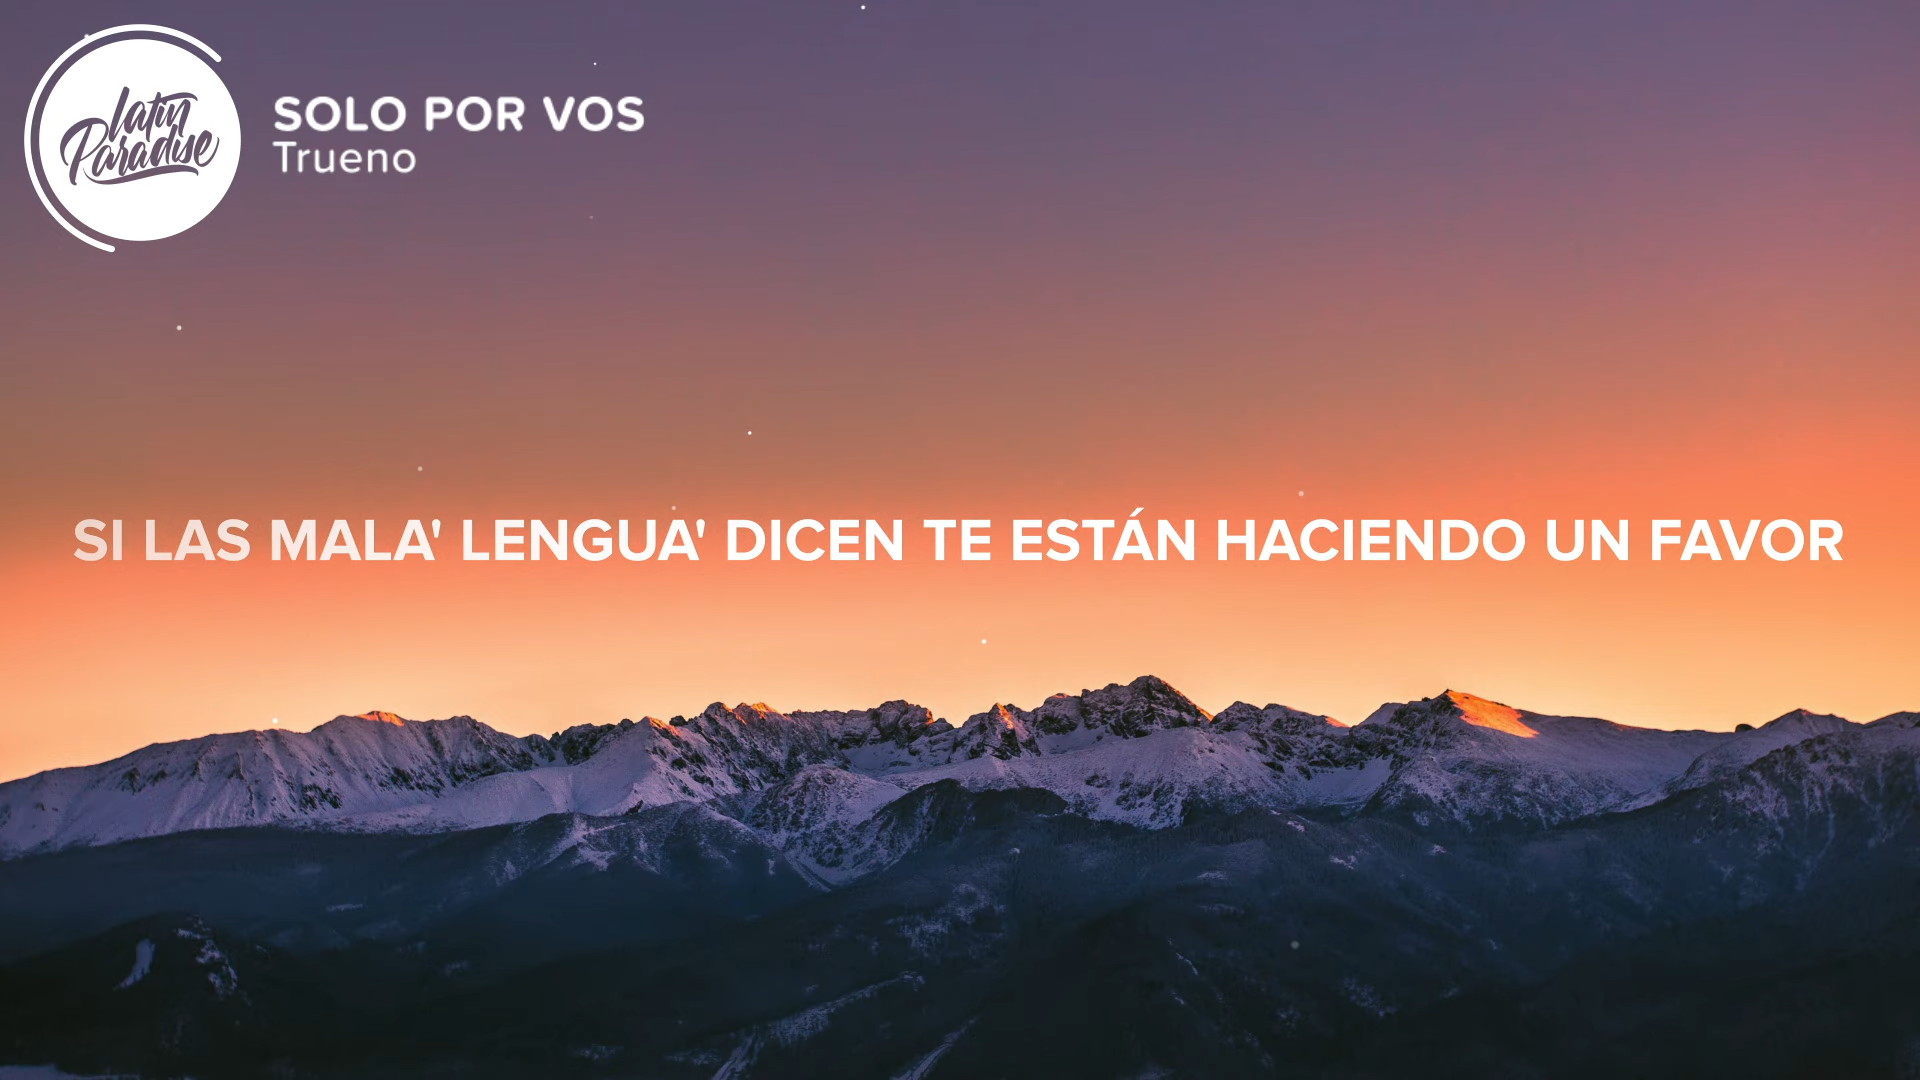 Latin
Paradise
SOLO POR VOS
Trueno
SI LAS MALA' LENGUA' DICEN TE ESTÁN HACIENDO UN FAVOR